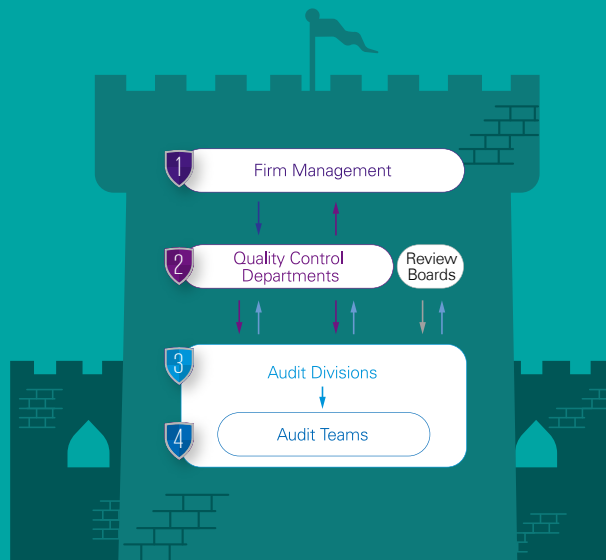 1
Firm Management
2
Quality Control
Departments
Review
Boards
3
Audit Divisions
4
Audit Teams